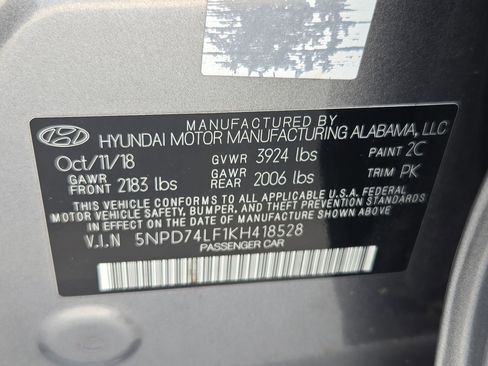 MANUFACTURED BY
HYUNDAI MOTOR MANUFACTURING ALABAMA, LLC
Oct/11/18 GVWR 3924 lbs PAINT 2C
GAWR FRONT 2183 lbs GAWR REAR 2006 lbs TRIM PK
THIS VEHICLE CONFORMS TO ALL APPLICABLE U.S.A. FEDERAL
MOTOR VEHICLE SAFETY, BUMPER, AND THEFT PREVENTION
STANDARDS IN EFFECT ON THE DATE OF MANUFACTURE SHOWN ABOVE.
V.I.N 5NPD74LF1KH418528
PASSENGER CAR